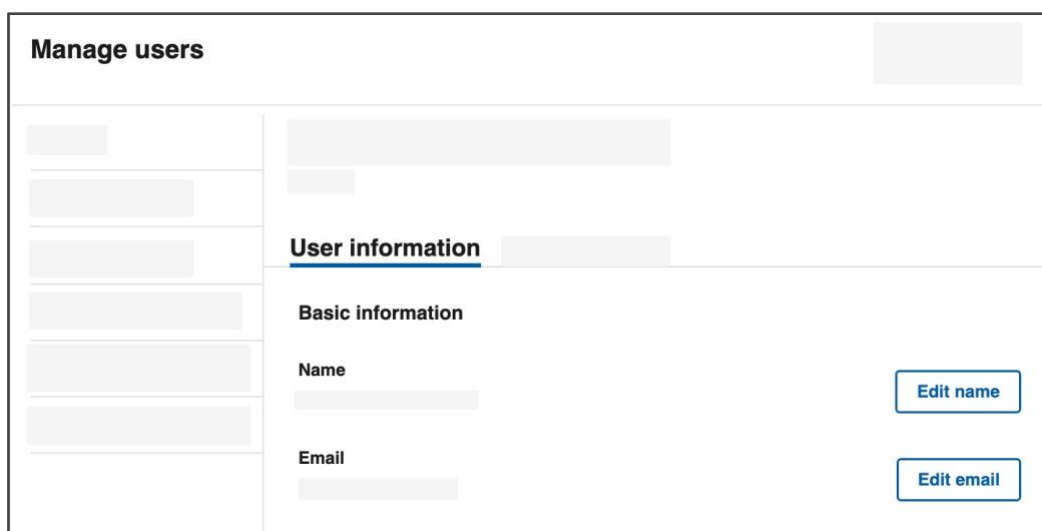 Manage users
User information
Basic information
Name
Edit name
Email
Edit email